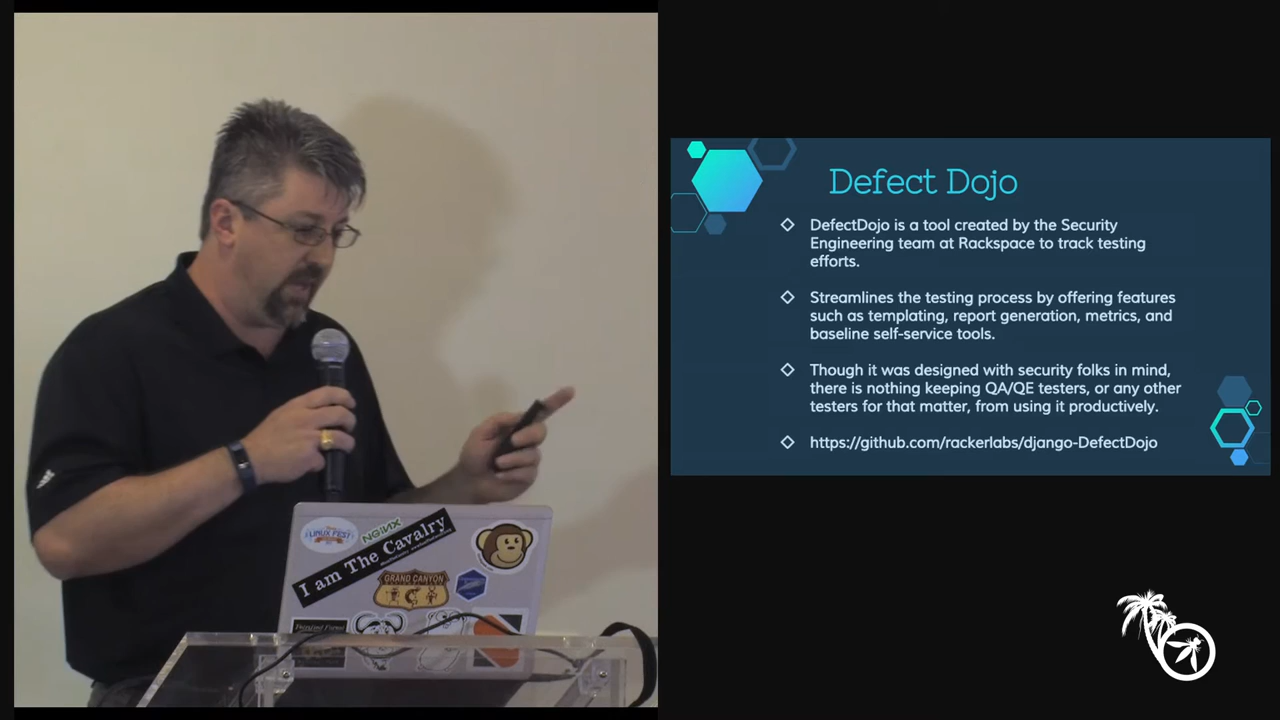 Defect Dojo
DefectDojo is a tool created by the Security
Engineering team at Rackspace to track testing
efforts.
Streamlines the testing process by offering features
such as templating, report generation, metrics, and
baseline self-service tools.
Though it was designed with security folks in mind,
there is nothing keeping QA/QE testers, or any other
testers for that matter, from using it productively.
https://github.com/rackerlabs/django-DefectDojo
LINUX FEST
NGINX
I am The Cavalry
GRAND CANYON